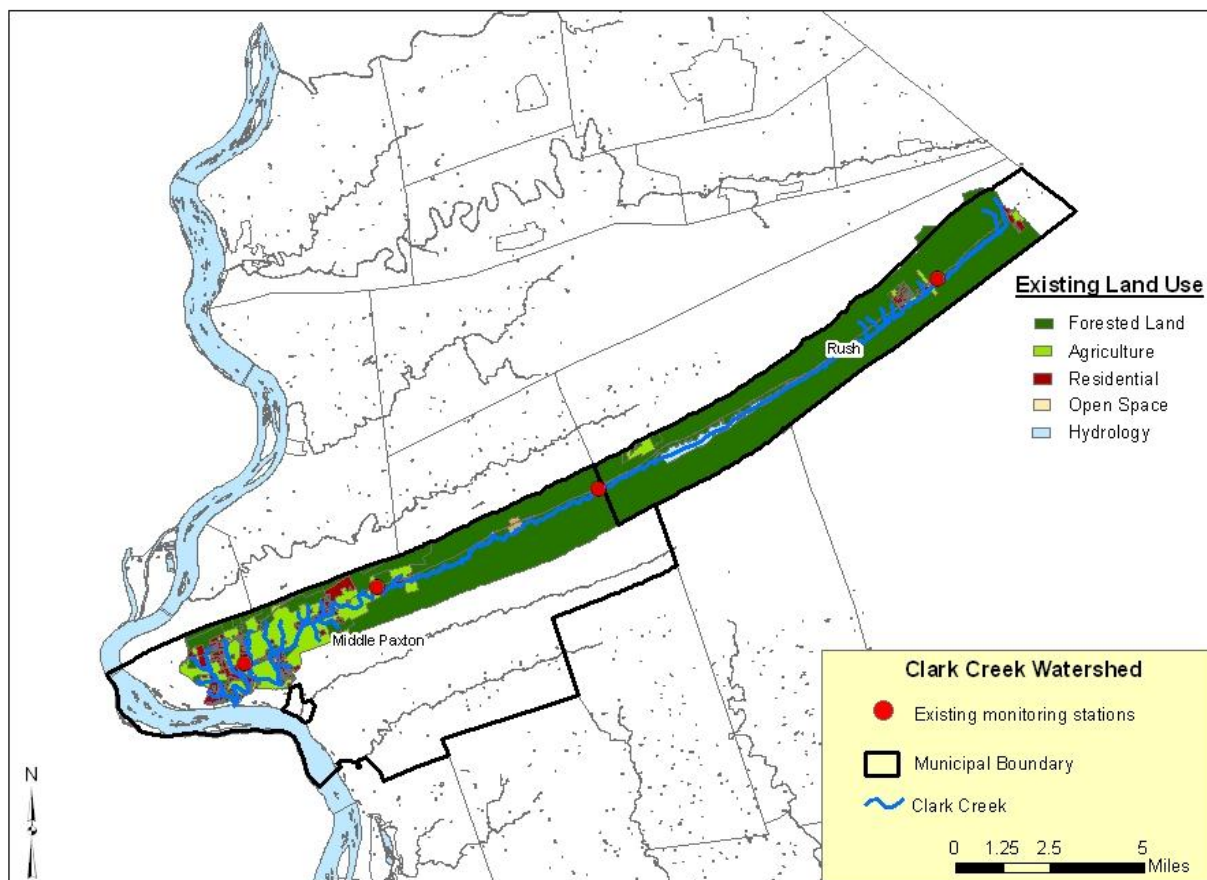 Existing Land Use
Forested Land
Agriculture
Residential
Open Space
Hydrology
Rush
Middle Paxton
N
Clark Creek Watershed
Existing monitoring stations
Municipal Boundary
Clark Creek
0 1.25 2.5 5
Miles